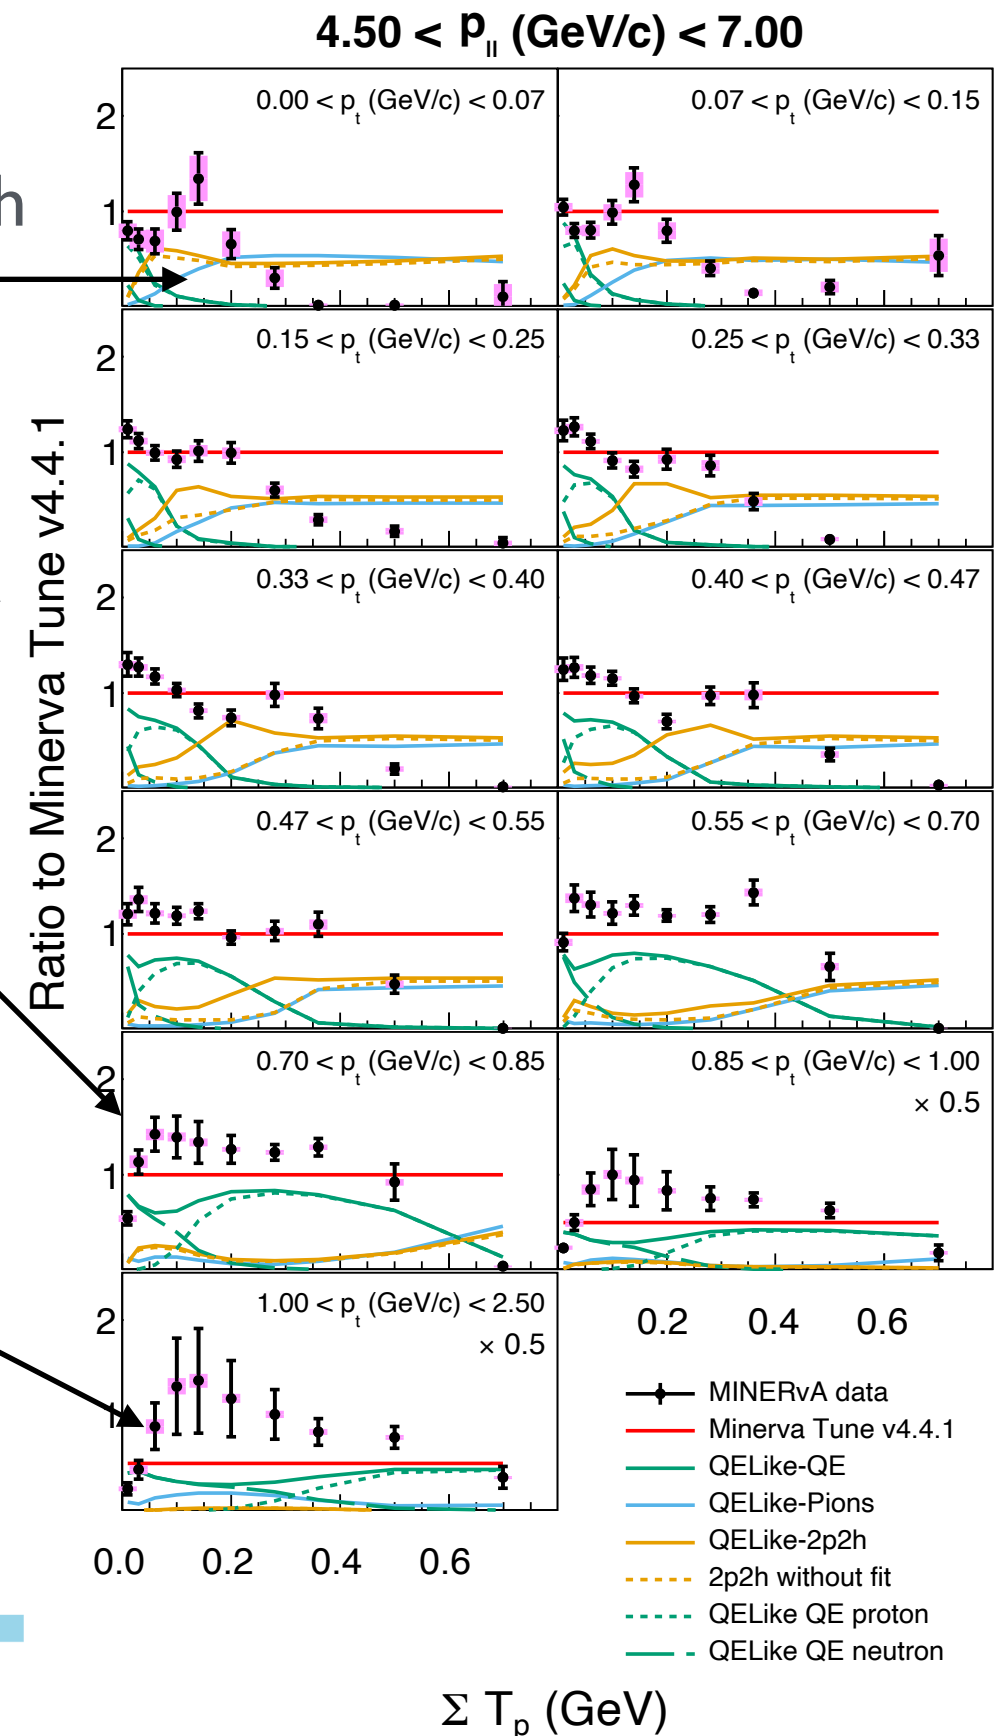 4.50 < p|| (GeV/c) < 7.00
0.00 < pt (GeV/c) < 0.07
0.07 < pt (GeV/c) < 0.15
2
1
h
0.15 < pt (GeV/c) < 0.25
0.25 < pt (GeV/c) < 0.33
2
1
Ratio to Minerva Tune v4.4.1
0.33 < pt (GeV/c) < 0.40
0.40 < pt (GeV/c) < 0.47
2
1
0.47 < pt (GeV/c) < 0.55
0.55 < pt (GeV/c) < 0.70
2
1
0.70 < pt (GeV/c) < 0.85
0.85 < pt (GeV/c) < 1.00
× 0.5
2
1
1.00 < pt (GeV/c) < 2.50
× 0.5
2
1
0.2 0.4 0.6
MINERvA data
Minerva Tune v4.4.1
QELike-QE
QELike-Pions
QELike-2p2h
2p2h without fit
QELike QE proton
QELike QE neutron
0.0 0.2 0.4 0.6
Σ Tp (GeV)